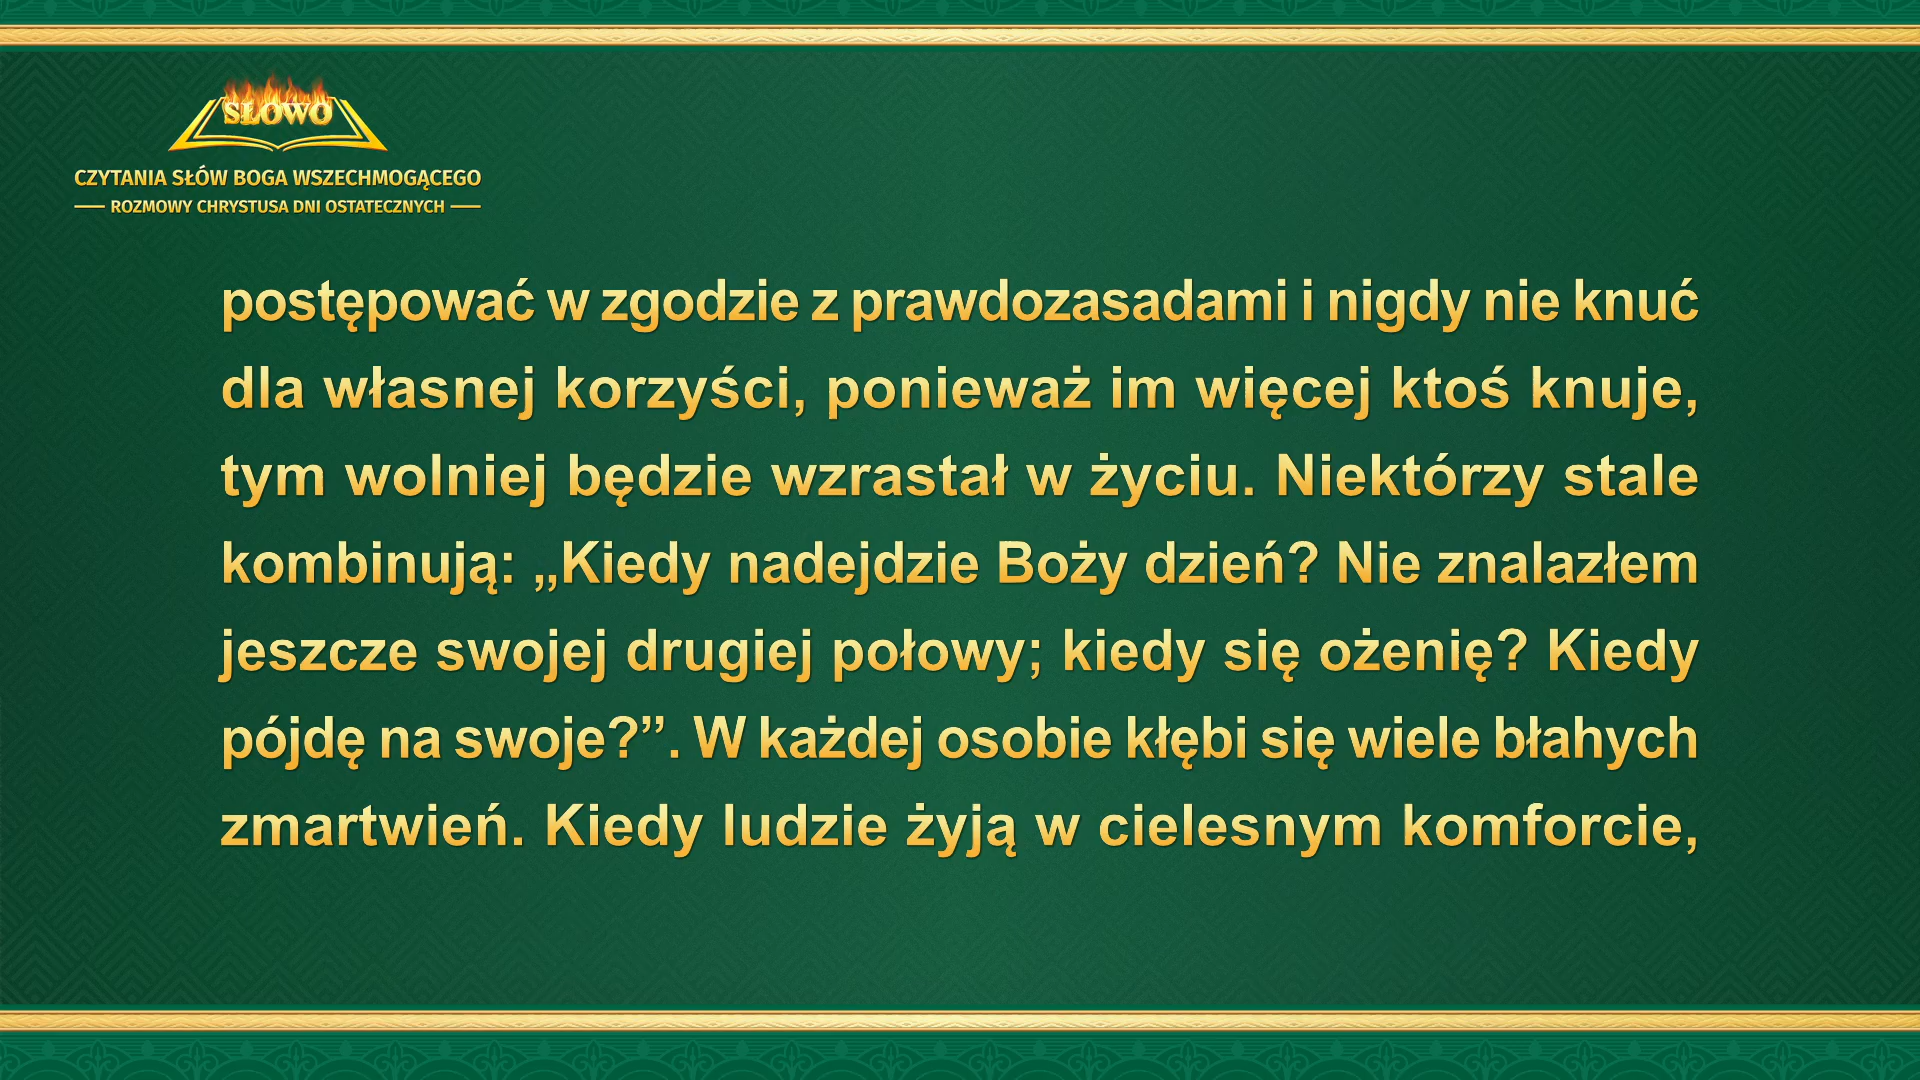 SŁOWO
CZYTANIA SŁÓW BOGA WSZECHMOGĄCEGO
ROZMOWY CHRYSTUSA DNI OSTATECZNYCH
postępować w zgodzie z prawdozasadami i nigdy nie knuć
dla własnej korzyści, ponieważ im więcej ktoś knuje,
tym wolniej będzie wzrastał w życiu. Niektórzy stale
kombinują: „Kiedy nadejdzie Boży dzień? Nie znalazłem
jeszcze swojej drugiej połowy; kiedy się ożenię? Kiedy
pójdę na swoje?”. W każdej osobie kłębi się wiele błahych
zmartwień. Kiedy ludzie żyją w cielesnym komforcie,